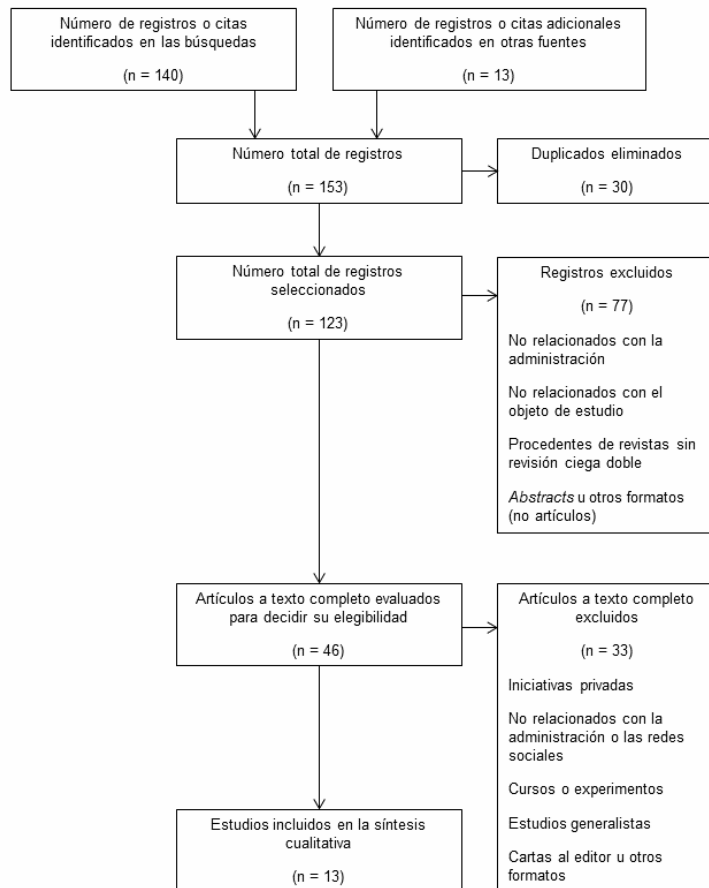 Número de registros o citas
identificados en las búsquedas
(n = 140)
Número de registros o citas adicionales
identificados en otras fuentes
(n = 13)
Número total de registros
(n = 153)
Duplicados eliminados
(n = 30)
Número total de registros
seleccionados
(n = 123)
Registros excluidos
(n = 77)
No relacionados con la
administración
No relacionados con el
objeto de estudio
Procedentes de revistas sin
revisión ciega doble
Abstracts u otros formatos
(no artículos)
Artículos a texto completo evaluados
para decidir su elegibilidad
(n = 46)
Artículos a texto completo
excluidos
(n = 33)
Iniciativas privadas
No relacionados con la
administración o las redes
sociales
Cursos o experimentos
Estudios generalistas
Cartas al editor u otros
formatos
Estudios incluidos en la síntesis
cualitativa
(n = 13)